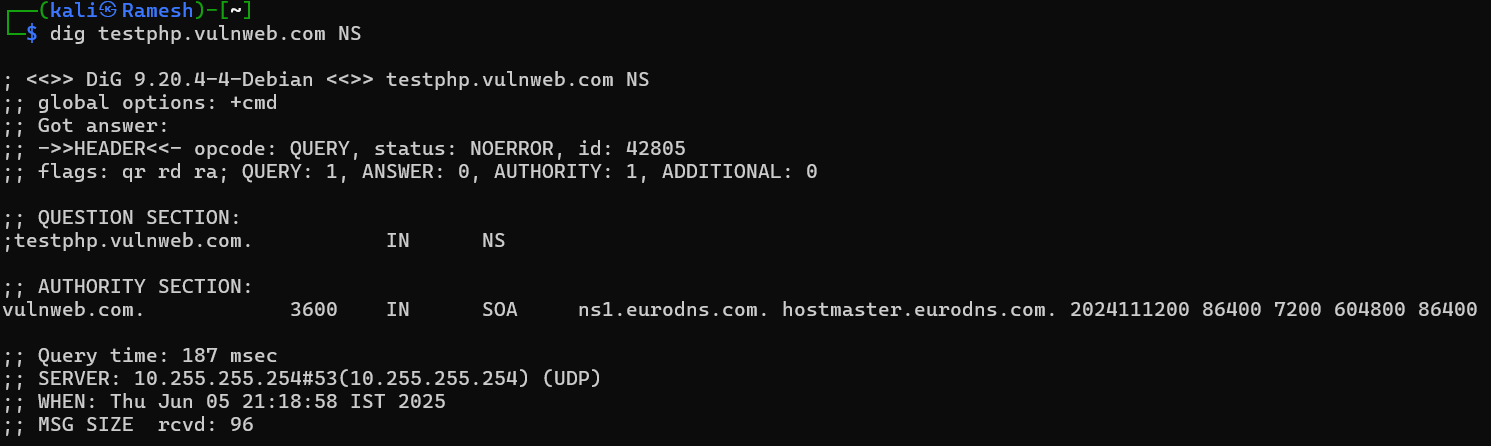 ┌──(kali㉿Ramesh)-[~]
└─$ dig testphp.vulnweb.com NS
; <<>> DiG 9.20.4-4-Debian <<>> testphp.vulnweb.com NS
;; global options: +cmd
;; Got answer:
;; ->>HEADER<<- opcode: QUERY, status: NOERROR, id: 42805
;; flags: qr rd ra; QUERY: 1, ANSWER: 0, AUTHORITY: 1, ADDITIONAL: 0
;; QUESTION SECTION:
;testphp.vulnweb.com. IN NS
;; AUTHORITY SECTION:
vulnweb.com. 3600 IN SOA ns1.eurodns.com. hostmaster.eurodns.com. 2024111200 86400 7200 604800 86400
;; Query time: 187 msec
;; SERVER: 10.255.255.254#53(10.255.255.254) (UDP)
;; WHEN: Thu Jun 05 21:18:58 IST 2025
;; MSG SIZE  rcvd: 96